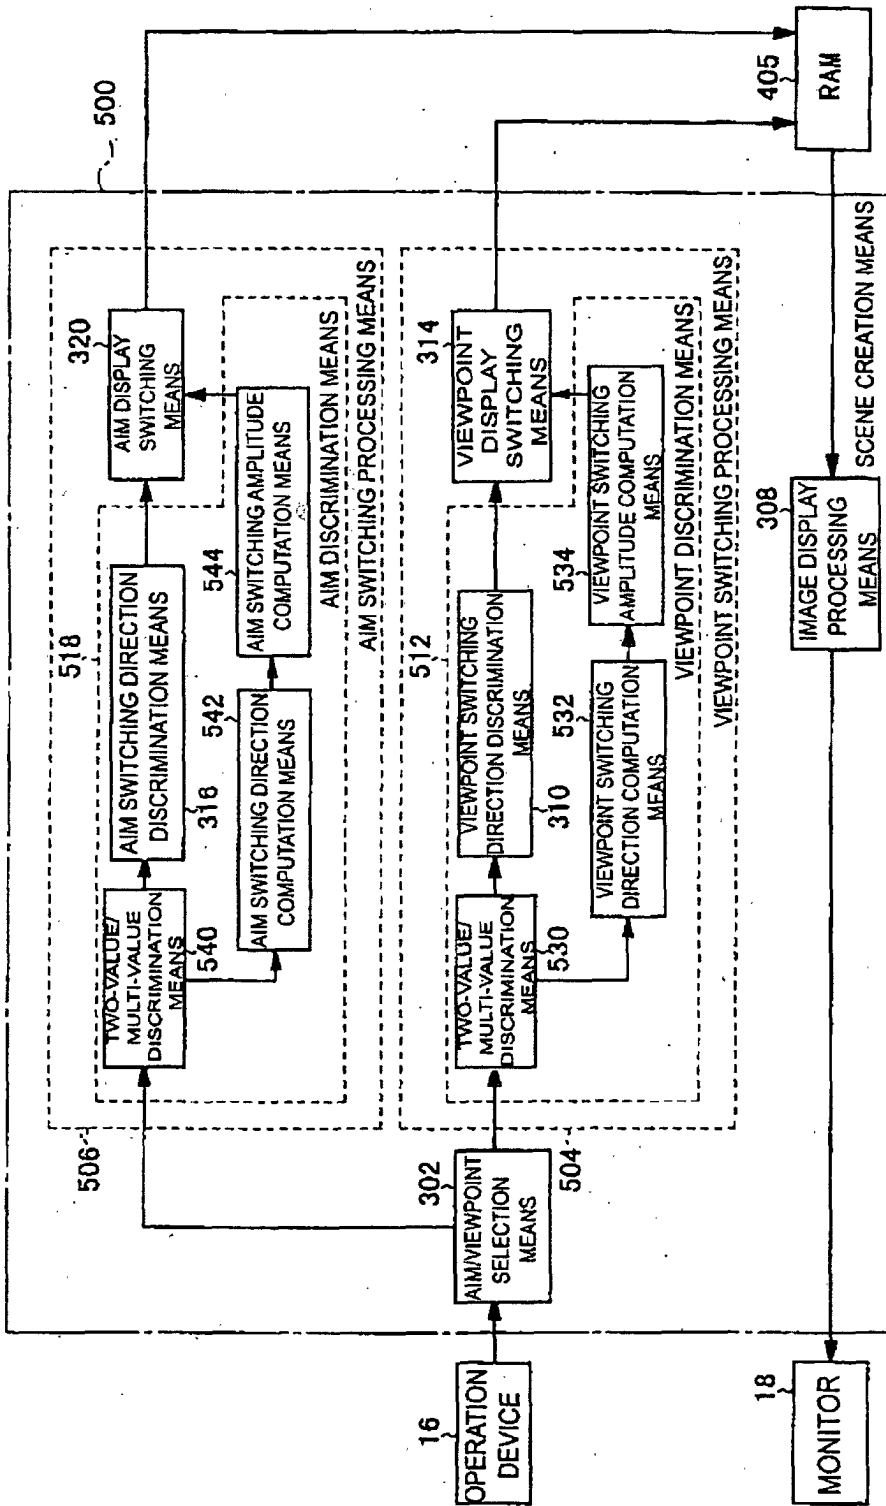 500
506
518
TWO-VALUE/
MULTI-VALUE
DISCRIMINATION
MEANS
540
AIM SWITCHING DIRECTION
DISCRIMINATION MEANS
316
AIM DISPLAY
SWITCHING
MEANS
320
AIM SWITCHING DIRECTION
COMPUTATION MEANS
542
AIM SWITCHING AMPLITUDE
COMPUTATION MEANS
544
AIM DISCRIMINATION MEANS
AIM SWITCHING PROCESSING MEANS
16
OPERATION
DEVICE
302
AIM/VIEWPOINT
SELECTION
MEANS
504
512
TWO-VALUE/
MULTI-VALUE
DISCRIMINATION
MEANS
530
VIEWPOINT SWITCHING
DIRECTION DISCRIMINATION
MEANS
310
VIEWPOINT
DISPLAY
SWITCHING
MEANS
314
532
VIEWPOINT SWITCHING
DIRECTION COMPUTATION
MEANS
534
VIEWPOINT SWITCHING
AMPLITUDE COMPUTATION
MEANS
VIEWPOINT DISCRIMINATION MEANS
VIEWPOINT SWITCHING PROCESSING MEANS
405
RAM
18
MONITOR
308
IMAGE DISPLAY
PROCESSING
MEANS
SCENE CREATION MEANS